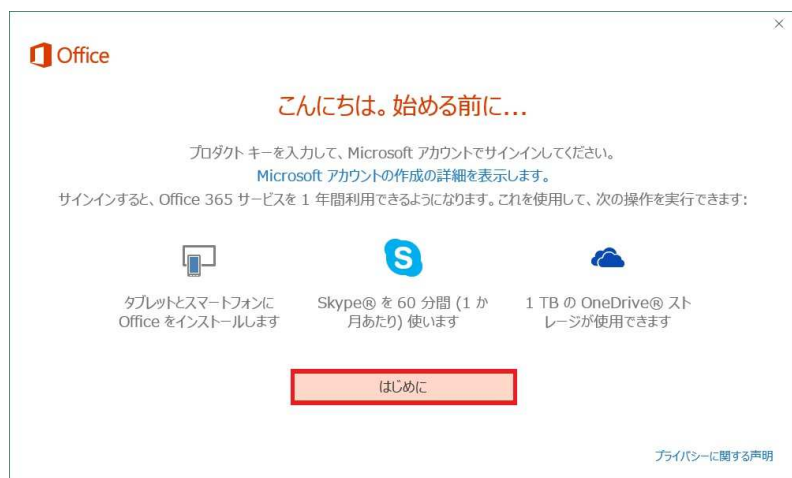 ×
Office
こんにちは。始める前に...
プロダクト キーを入力して、Microsoft アカウントでサインインしてください。
Microsoft アカウントの作成の詳細を表示します。
サインインすると、Office 365 サービスを 1 年間利用できるようになります。これを使用して、次の操作を実行できます:
タブレットとスマートフォンに
Office をインストールします
Skype® を 60 分間 (1 か
月あたり) 使います
1 TB の OneDrive® スト
レージが使用できます
はじめに
プライバシーに関する声明